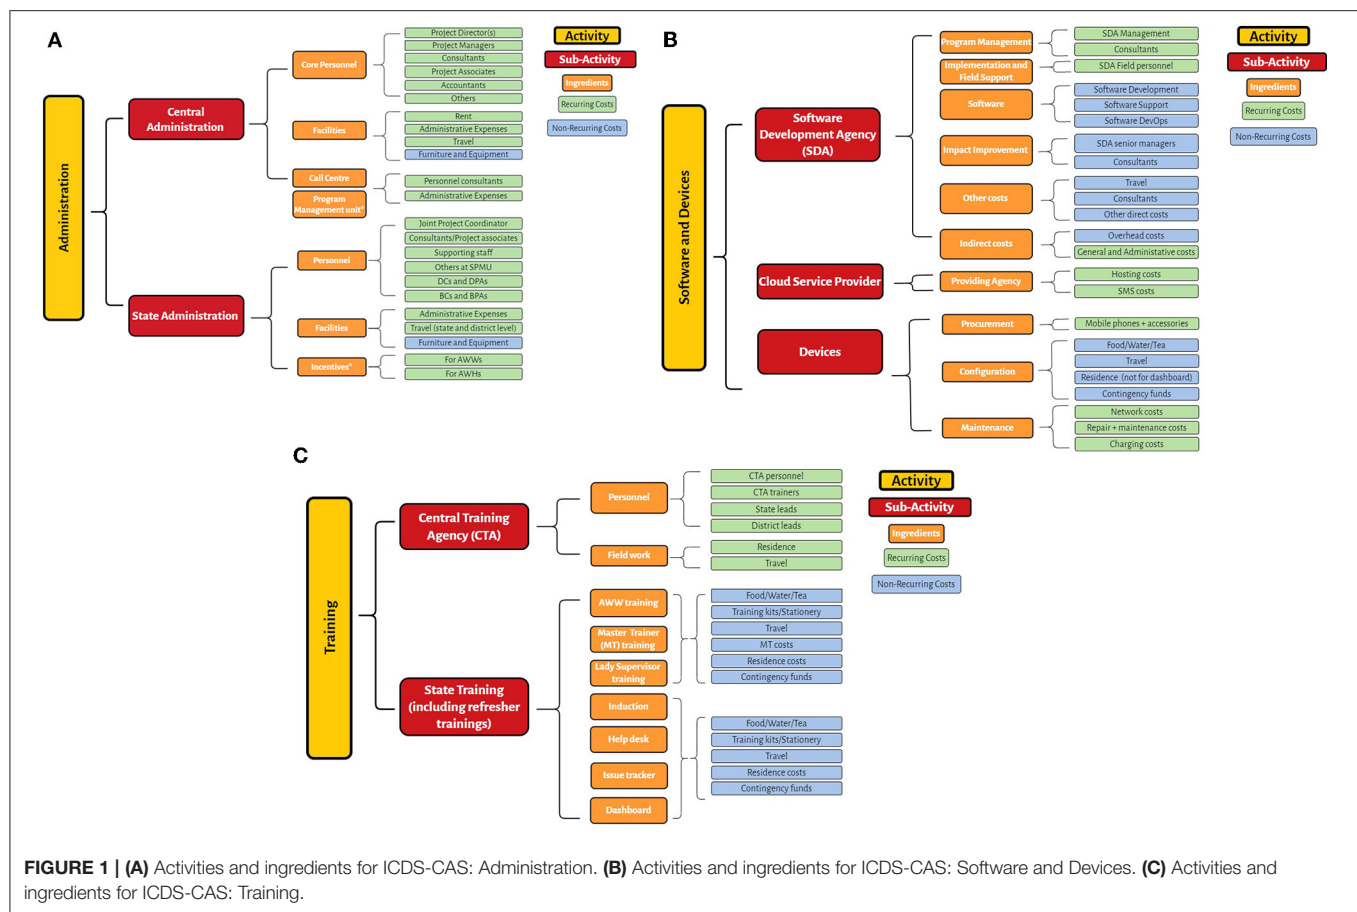 A
Administration
Central
Administration
Core Personnel
Project Director(s)
Project Managers
Consultants
Project Associates
Accountants
Others
Facilities
Rent
Administrative Expenses
Travel
Furniture and Equipment
Call Centre
Program
Management unit*
Personnel consultants
Administrative Expenses
State Administration
Personnel
Joint Project Coordinator
Consultants/Project associates
Supporting staff
Others at SPMU
DCs and DPAs
BCs and BPAs
Facilities
Administrative Expenses
Travel (state and district level)
Furniture and Equipment
Incentives*
For AWWs
For AWHs
Activity
Sub-Activity
Ingredients
Recurring Costs
Non-Recurring Costs
B
Software and Devices
Software
Development Agency
(SDA)
Program Management
SDA Management
Consultants
Implementation and
Field Support
SDA Field personnel
Software
Software Development
Software Support
Software DevOps
Impact Improvement
SDA senior managers
Consultants
Other costs
Travel
Consultants
Other direct costs
Indirect costs
Overhead costs
General and Administative costs
Cloud Service Provider
Providing Agency
Hosting costs
SMS costs
Devices
Procurement
Mobile phones + accessories
Configuration
Food/Water/Tea
Travel
Residence (not for dashboard)
Contingency funds
Maintenance
Network costs
Repair + maintenance costs
Charging costs
Activity
Sub-Activity
Ingredients
Recurring Costs
Non-Recurring Costs
C
Training
Central Training
Agency (CTA)
Personnel
CTA personnel
CTA trainers
State leads
District leads
Field work
Residence
Travel
State Training
(including refresher
trainings)
AWW training
Master Trainer
(MT) training
Lady Supervisor
training
Food/Water/Tea
Training kits/Stationery
Travel
MT costs
Residence costs
Contingency funds
Induction
Help desk
Issue tracker
Dashboard
Food/Water/Tea
Training kits/Stationery
Travel
Residence costs
Contingency funds
Activity
Sub-Activity
Ingredients
Recurring Costs
Non-Recurring Costs
FIGURE 1 | (A) Activities and ingredients for ICDS-CAS: Administration. (B) Activities and ingredients for ICDS-CAS: Software and Devices. (C) Activities and
ingredients for ICDS-CAS: Training.